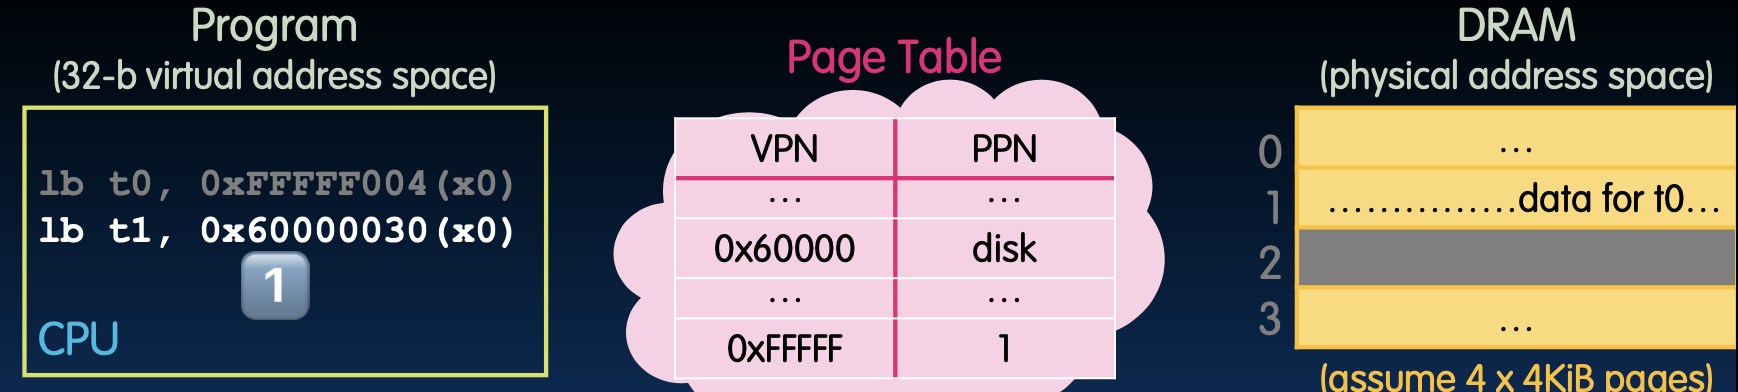 Program
(32-b virtual address space)
lb t0, 0xFFFFF004(x0)
lb t1, 0x60000030(x0)
1
CPU
Page Table
VPN PPN
... ...
0x60000 disk
... ...
0xFFFFF 1
DRAM
(physical address space)
0 ...
1 ...............data for t0...
2
3 ...
(assume 4 x 4KiB pages)